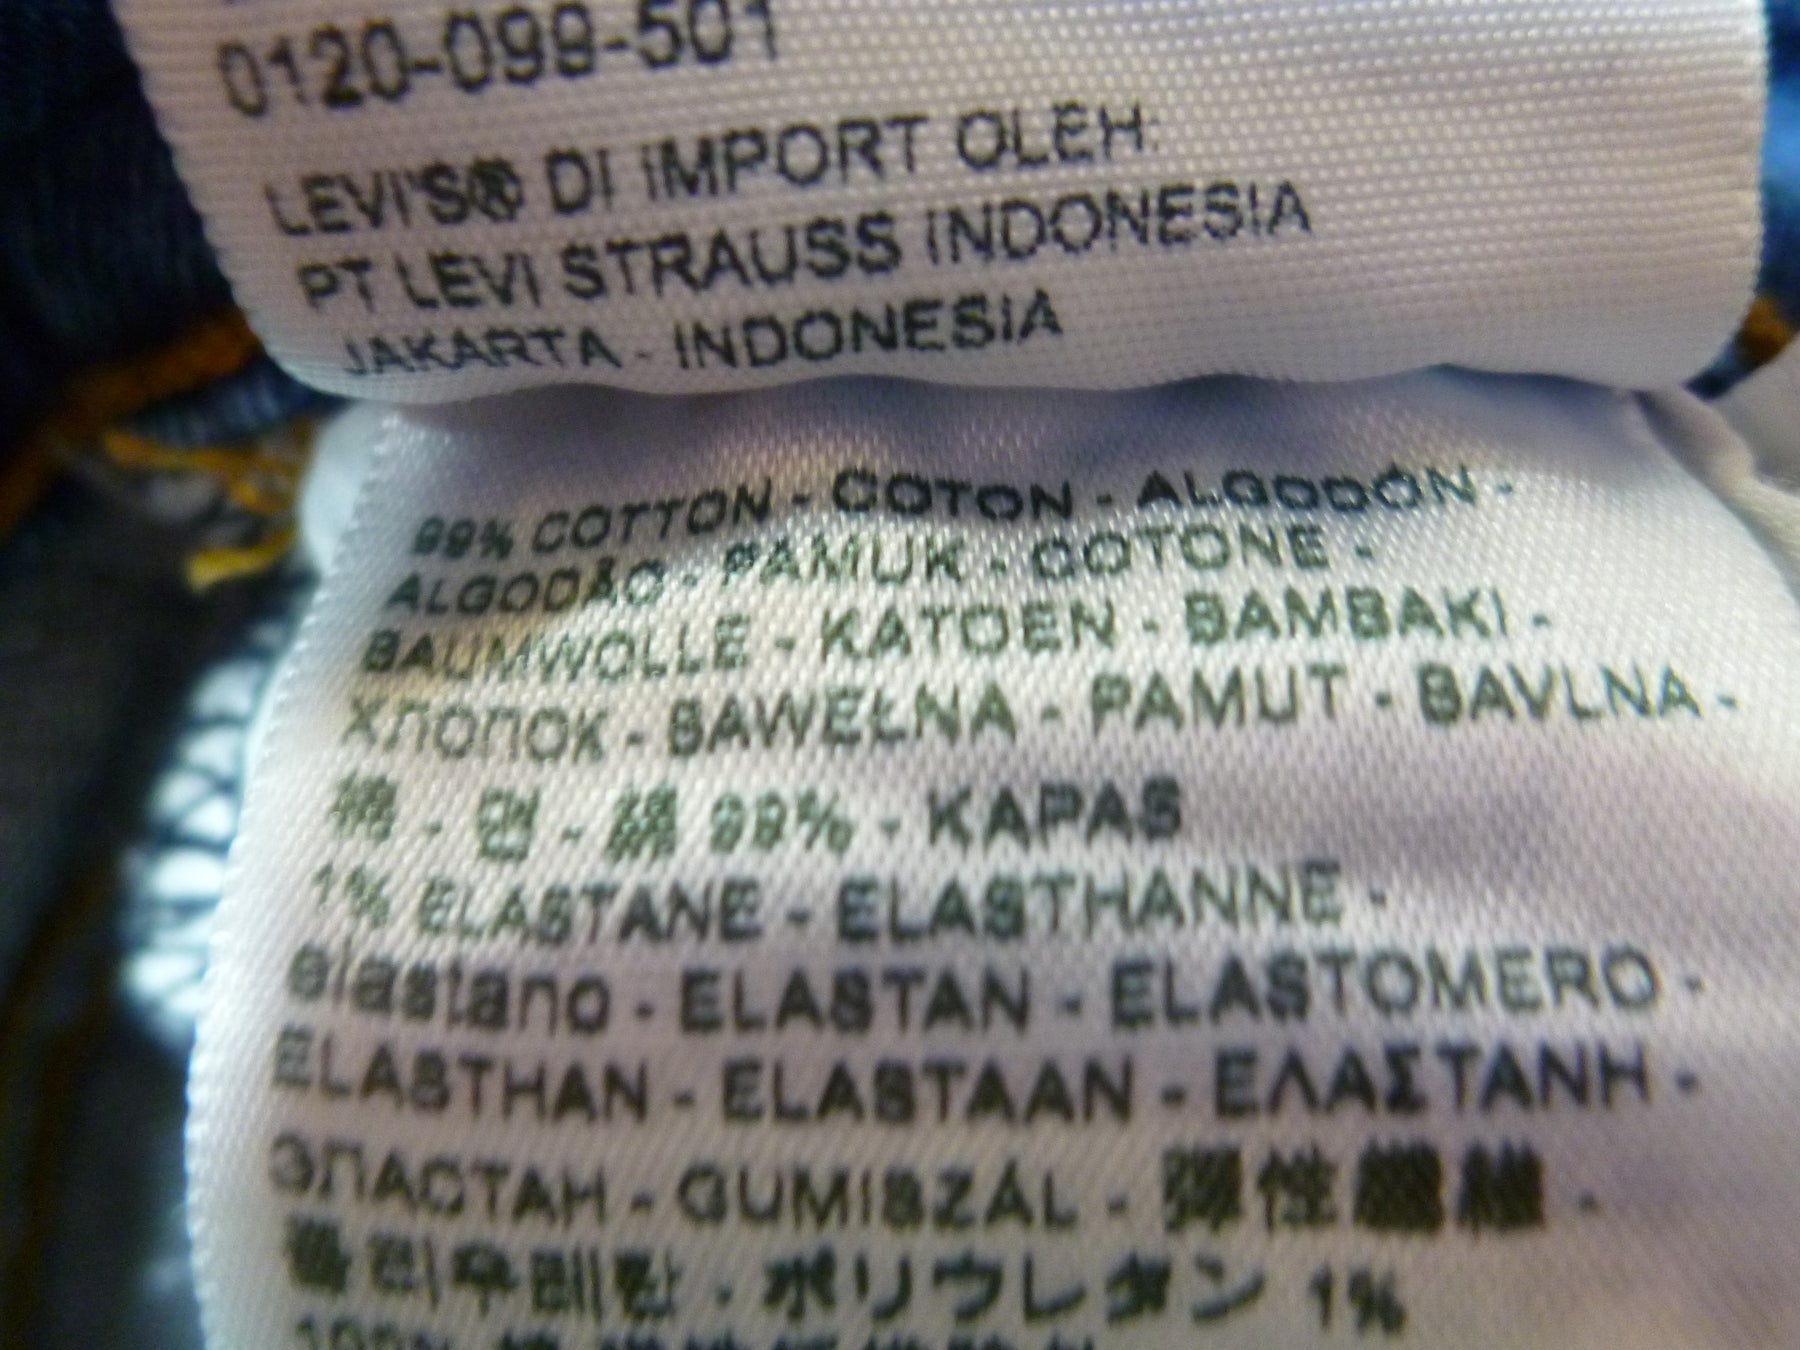 0120-099-501
LEVI'S® DI IMPORT OLEH:
PT LEVI STRAUSS INDONESIA
JAKARTA - INDONESIA
99% COTTON - COTON - ALGODÓN -
ALGODÃO - PAMUK - COTONE -
BAUMWOLLE - KATOEN - BAMBAKI -
ХЛОПОК - BAWEŁNA - PAMUT - BAVLNA -
棉 - 면 - 綿 99% - KAPAS
1% ELASTANE - ELASTHANNE -
elastano - ELASTAN - ELASTOMERO -
ELASTHAN - ELASTAAN - ΕΛΑΣΤΑΝΗ -
ЭЛАСТАН - GUMISZÁL - 彈性纖維 -
폴리우레탄 - ポリウレタン 1%
100%